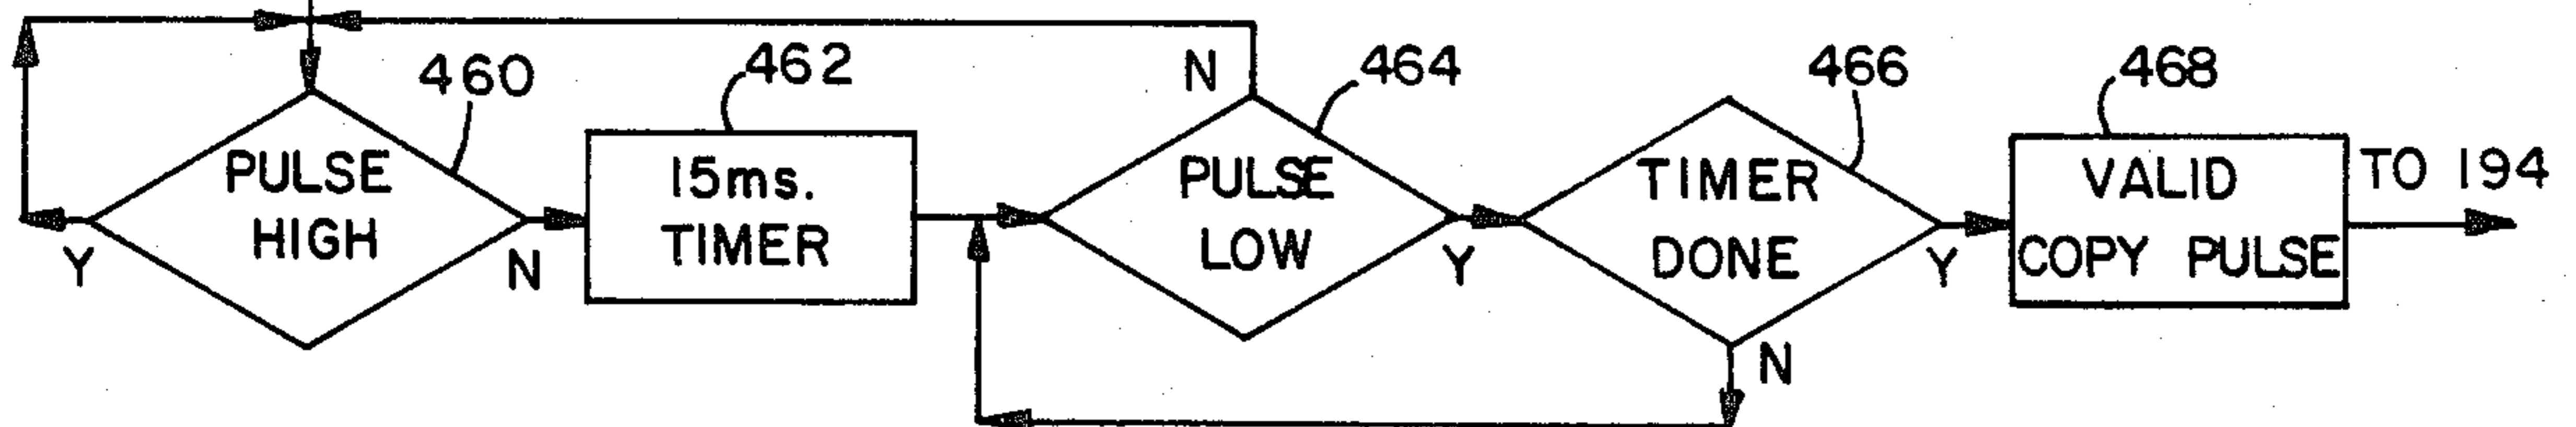 460
462
464
466
468
PULSE
HIGH
Y
N
15ms.
TIMER
N
PULSE
LOW
Y
TIMER
DONE
Y
N
VALID
COPY PULSE
TO 194